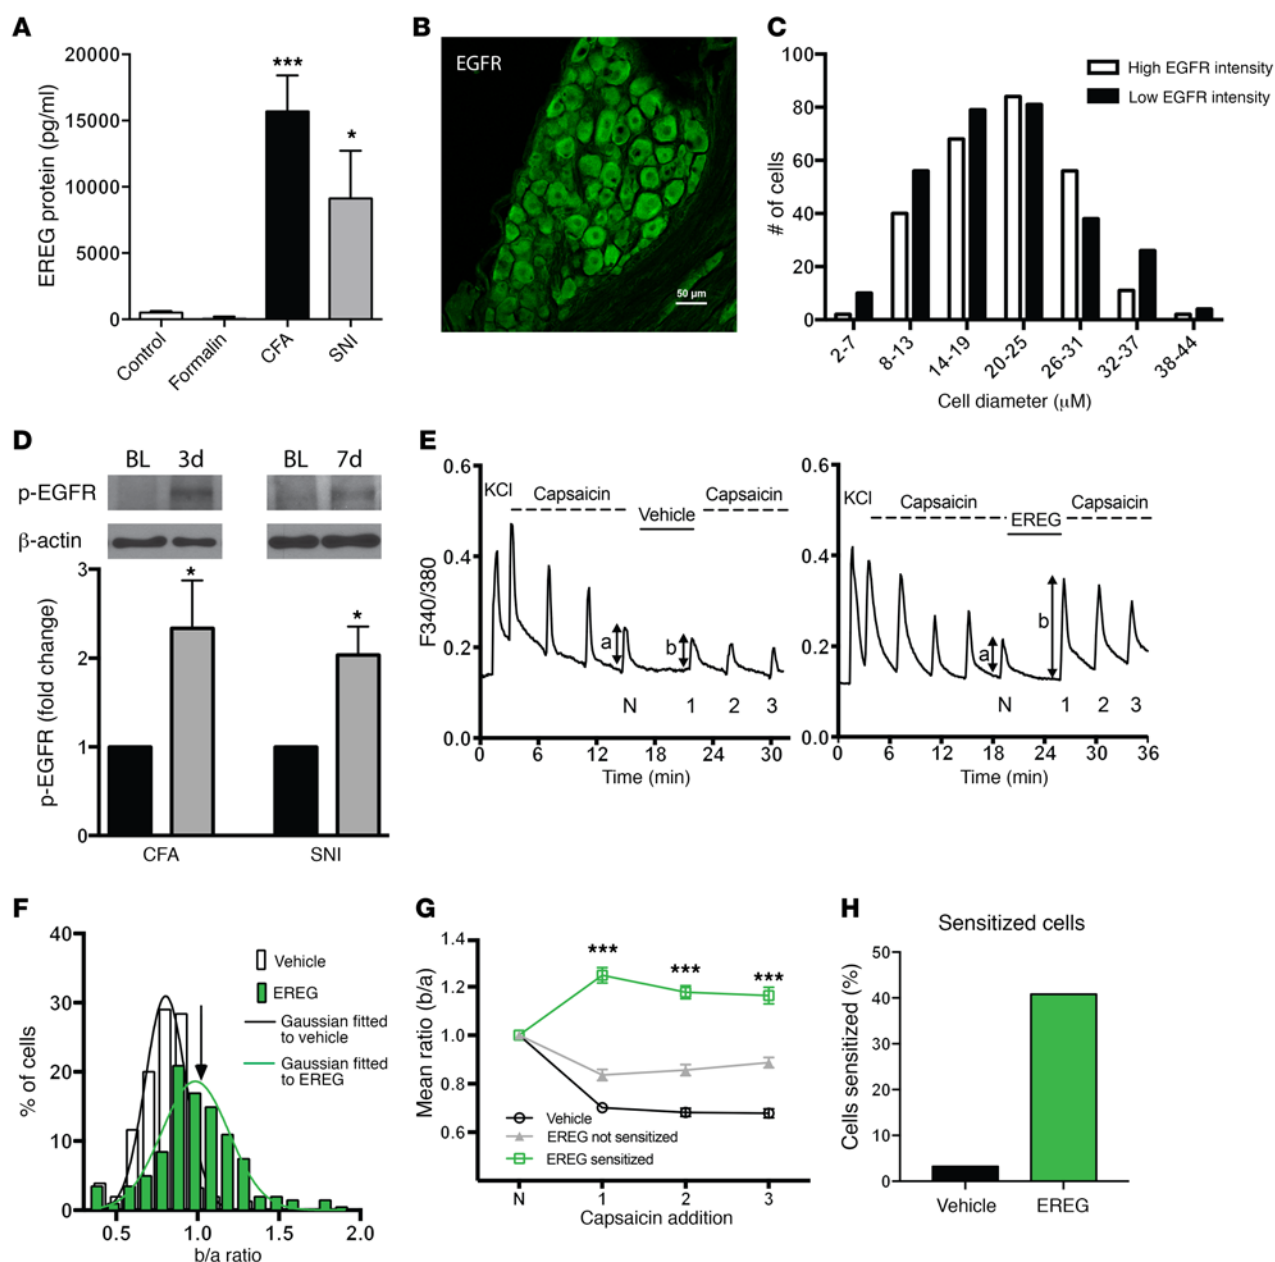 A
EREG protein (pg/ml)
20000
15000
10000
5000
0
***
*
Control
Formalin
CFA
SNI
B
EGFR
50 µm
C
# of cells
100
80
60
40
20
0
High EGFR intensity
Low EGFR intensity
2-7
8-13
14-19
20-25
26-31
32-37
38-44
Cell diameter (µM)
D
BL 3d BL 7d
p-EGFR
β-actin
p-EGFR (fold change)
3
2
1
0
*
*
CFA
SNI
E
F340/380
0.6
0.4
0.2
0.0
KCl
Capsaicin
Vehicle
Capsaicin
a
b
N 1 2 3
0 6 12 18 24 30
Time (min)
0.6
0.4
0.2
0.0
KCl
Capsaicin
EREG
Capsaicin
a
b
N 1 2 3
0 6 12 18 24 30 36
Time (min)
F
% of cells
40
30
20
10
0
Vehicle
EREG
Gaussian fitted
to vehicle
Gaussian fitted
to EREG
0.5 1.0 1.5 2.0
b/a ratio
G
Mean ratio (b/a)
1.4
1.2
1.0
0.8
0.6
***
***
***
Vehicle
EREG not sensitized
EREG sensitized
N 1 2 3
Capsaicin addition
H
Sensitized cells
Cells sensitized (%)
50
40
30
20
10
0
Vehicle
EREG